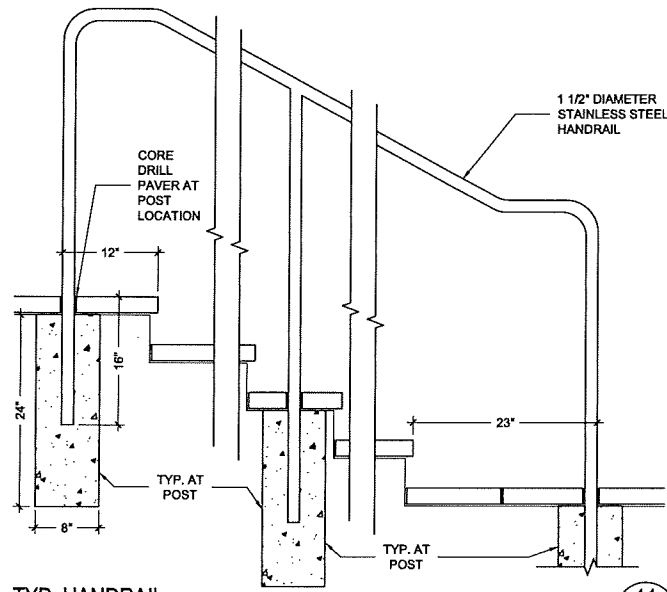 1 1/2" DIAMETER
STAINLESS STEEL
HANDRAIL
CORE
DRILL
PAVER AT
POST
LOCATION
12"
16"
24"
23"
8"
TYP. AT
POST
TYP. AT
POST
TYP. HANDRAIL